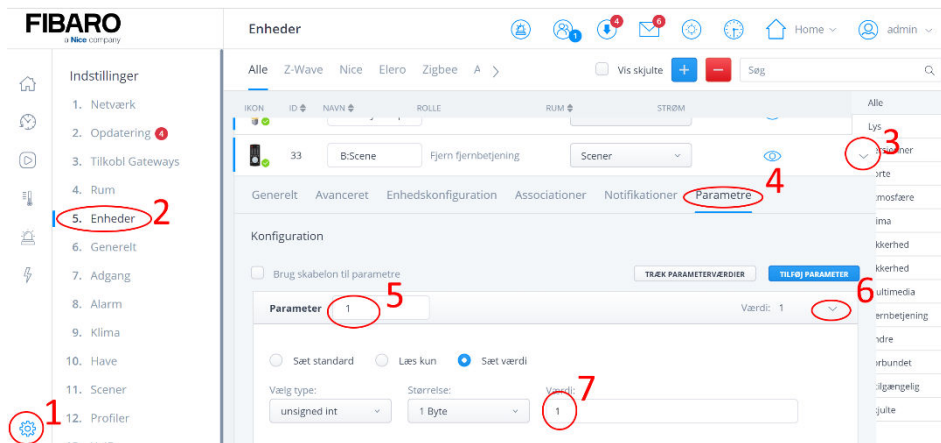 FIBARO
a Nice company
Enheder
1
4
6
Home
admin
Indstillinger
1. Netværk
2. Opdatering 4
3. Tilkobl Gateways
4. Rum
5. Enheder 2
6. Generelt
7. Adgang
8. Alarm
9. Klima
10. Have
11. Scener
12. Profiler
1
Alle Z-Wave Nice Elero Zigbee A
Vis skjulte + − Søg
IKON ID NAVN ROLLE RUM STRØM
33 B:Scene Fjern fjernbetjening Scener
3
Generelt Avanceret Enhedskonfiguration Associationer Notifikationer Parametre
4
Konfiguration
Brug skabelon til parametre TRÆK PARAMETERVÆRDIER TILFØJ PARAMETER
Parameter 1 5 Værdi: 1 6
Sæt standard Læs kun Sæt værdi
Vælg type: Størrelse: Værdi:
unsigned int 1 Byte 1
7
Alle
Lys